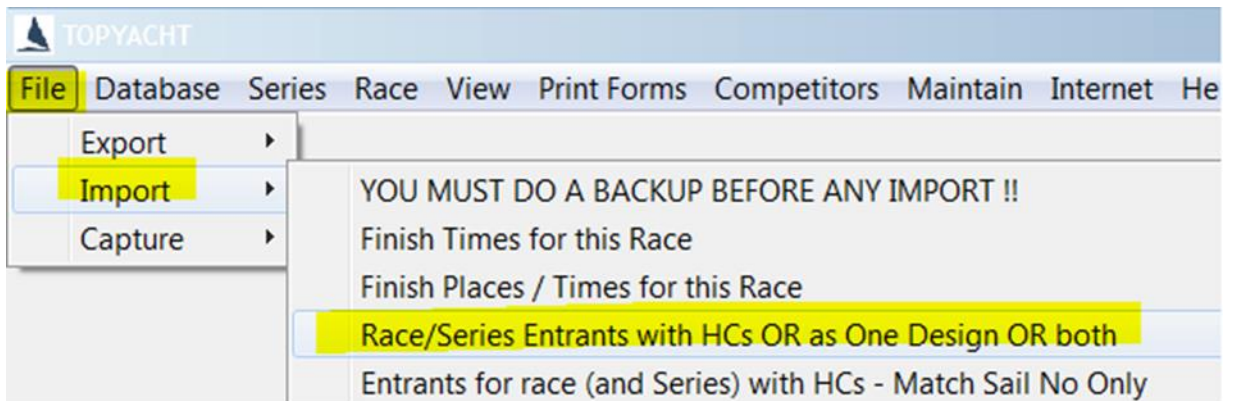 TOPYACHT
File Database Series Race View Print Forms Competitors Maintain Internet He
Export
Import
Capture
YOU MUST DO A BACKUP BEFORE ANY IMPORT !!
Finish Times for this Race
Finish Places / Times for this Race
Race/Series Entrants with HCs OR as One Design OR both
Entrants for race (and Series) with HCs - Match Sail No Only